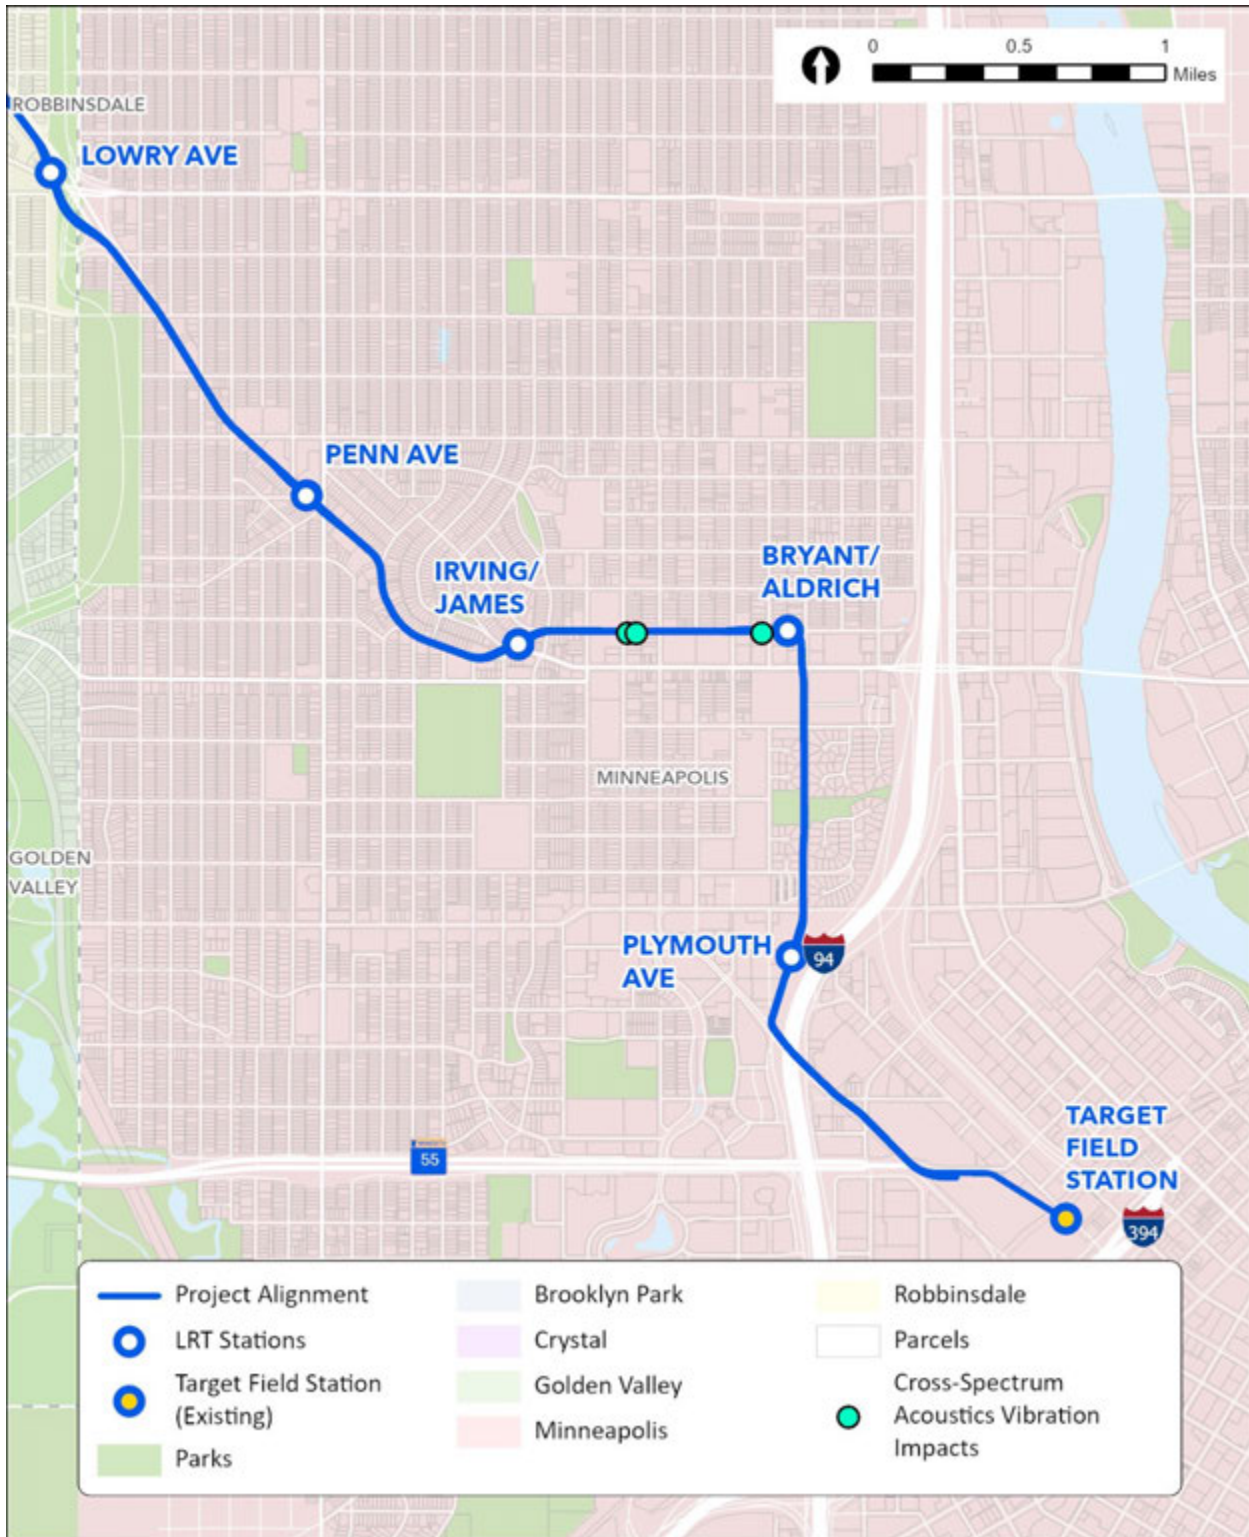 0 0.5 1
Miles
ROBBINSDALE
LOWRY AVE
PENN AVE
IRVING/
JAMES
BRYANT/
ALDRICH
MINNEAPOLIS
GOLDEN
VALLEY
PLYMOUTH
AVE
94
TARGET
FIELD
STATION
55
394
Project Alignment
LRT Stations
Target Field Station
(Existing)
Parks
Brooklyn Park
Crystal
Golden Valley
Minneapolis
Robbinsdale
Parcels
Cross-Spectrum
Acoustics Vibration
Impacts